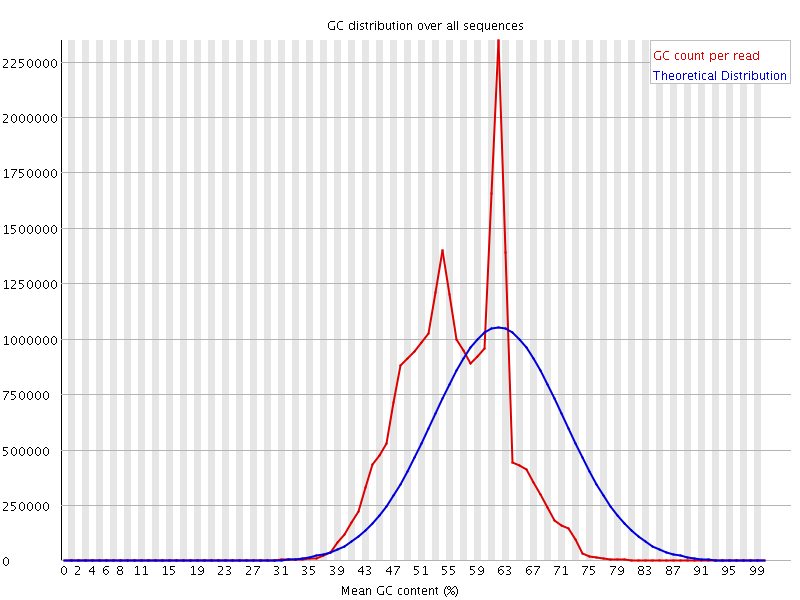 GC distribution over all sequences
GC count per read
Theoretical Distribution
2250000
2000000
1750000
1500000
1250000
1000000
750000
500000
250000
0
0 2 4 6 8 11 15 19 23 27 31 35 39 43 47 51 55 59 63 67 71 75 79 83 87 91 95 99
Mean GC content (%)